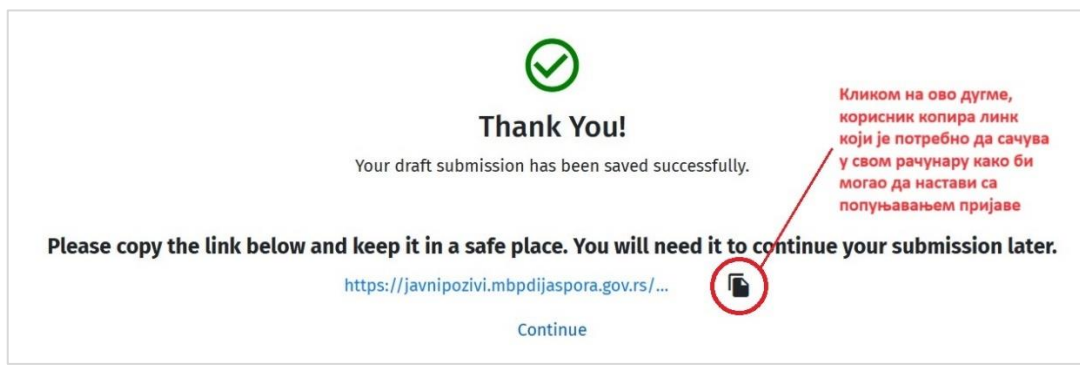 Thank You!
Your draft submission has been saved successfully.
Кликом на ово дугме,
корисник копира линк
који је потребно да сачува
у свом рачунару како би
могао да настави са
попуњавањем пријаве
Please copy the link below and keep it in a safe place. You will need it to continue your submission later.
https://javnipozivi.mbpdijaspora.gov.rs/...
Continue